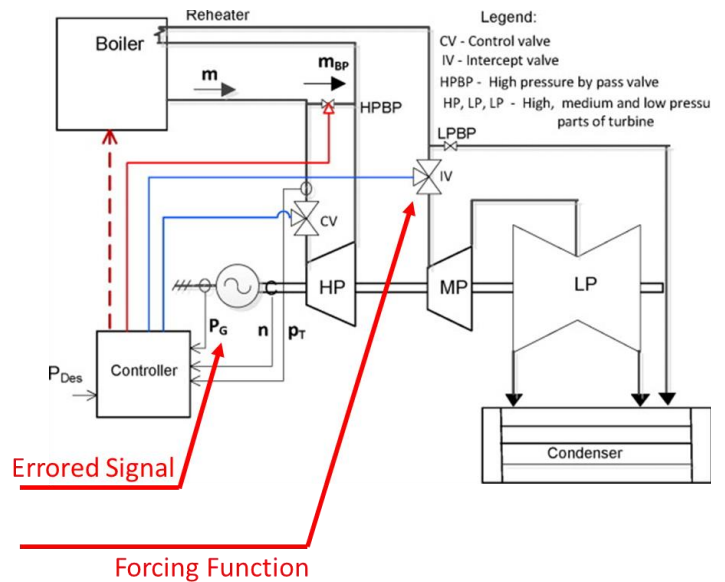 Reheater
Legend:
Boiler
CV - Control valve
IV - Intercept valve
m
m_BP
HPBP - High pressure by pass valve
HPBP
HP, LP, LP - High, medium and low pressu
parts of turbine
LPBP
IV
CV
HP
MP
LP
P_G
n
p_T
P_Des
Controller
Condenser
Errored Signal
Forcing Function